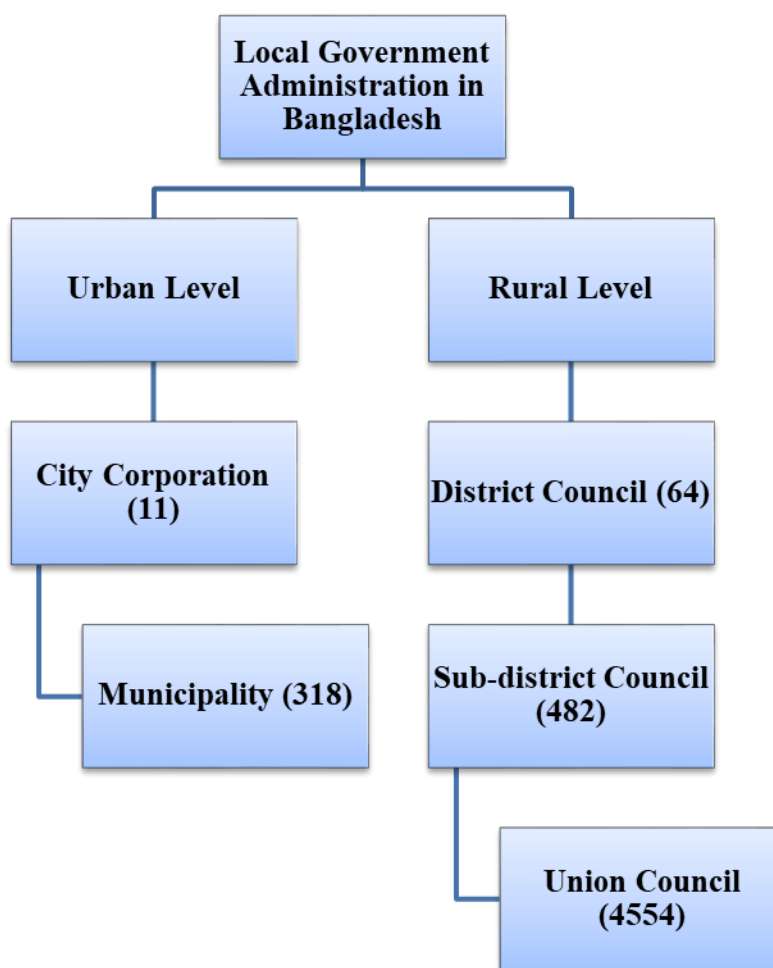 Local Government
Administration in
Bangladesh
Urban Level
Rural Level
City Corporation
(11)
District Council (64)
Municipality (318)
Sub-district Council
(482)
Union Council
(4554)